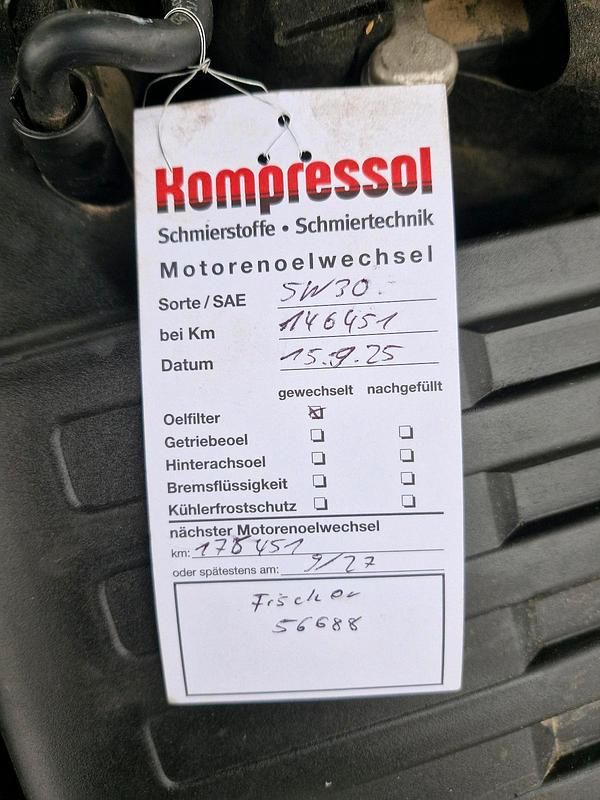 Kompressol
Schmierstoffe • Schmiertechnik
Motorenoelwechsel
Sorte / SAE 5W30
bei Km 146451
Datum 15.9.25
gewechselt nachgefüllt
Oelfilter
Getriebeoel
Hinterachsoel
Bremsflüssigkeit
Kühlerfrostschutz
nächster Motorenoelwechsel
km: 176451
oder spätestens am: 9/27
Fischer
56688